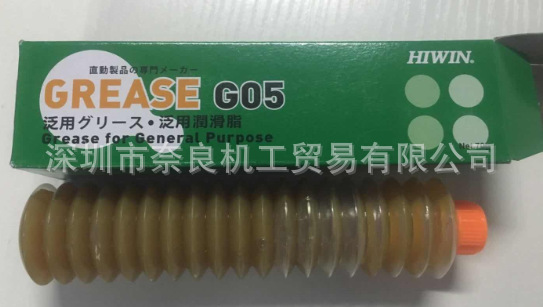 直動製品の専門メーカー
HIWIN.
GREASE G05
泛用グリース・泛用潤滑脂
Grease for General Purpose
深圳市奈良机工贸易有限公司